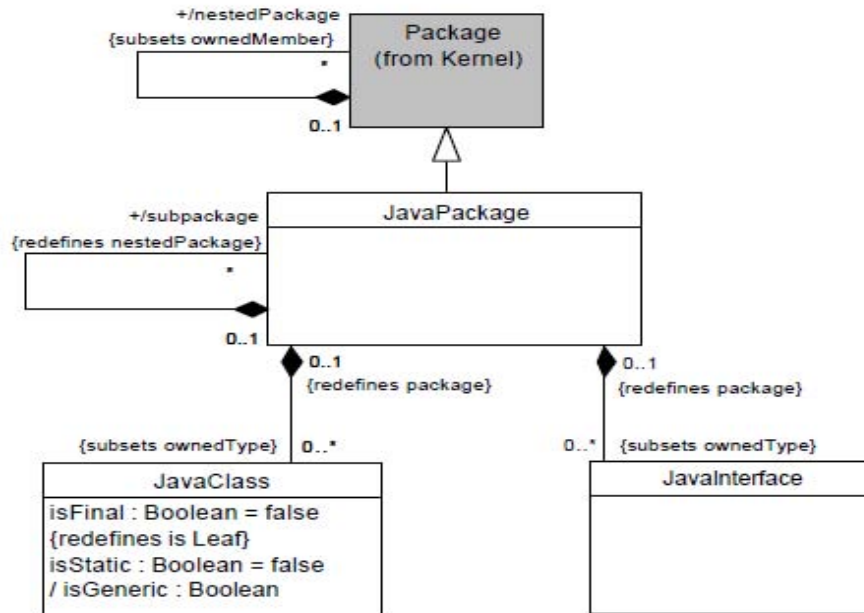 +/nestedPackage
{subsets ownedMember}
*
0..1
Package
(from Kernel)
+/subpackage
{redefines nestedPackage}
*
0..1
JavaPackage
0..1
{redefines package}
0..1
{redefines package}
{subsets ownedType}
0..*
0..*
{subsets ownedType}
JavaClass
isFinal : Boolean = false
{redefines is Leaf}
isStatic : Boolean = false
/ isGeneric : Boolean
JavaInterface